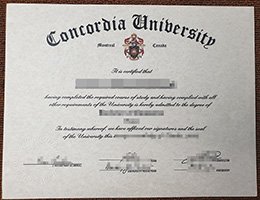 Concordia University
Montreal Canada
It is certified that
having completed the required course of study and having complied with all
other requirements of the University is hereby admitted to the degree of
In testimony whereof, we have affixed our signatures and the seal
of the University this